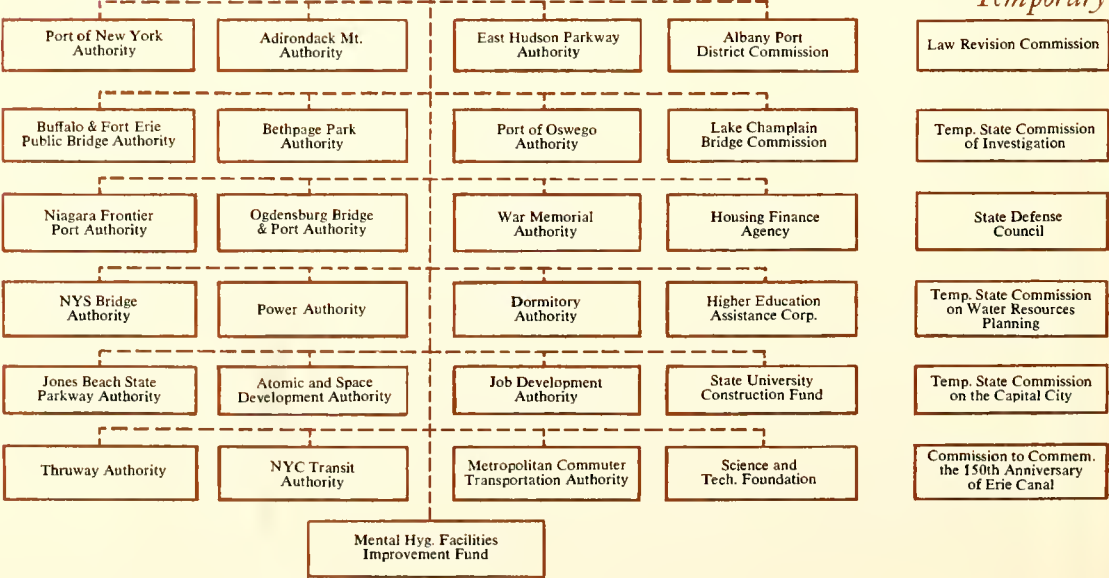 Temporary
Port of New York
Authority
Adirondack Mt.
Authority
East Hudson Parkway
Authority
Albany Port
District Commission
Law Revision Commission
Buffalo & Fort Erie
Public Bridge Authority
Bethpage Park
Authority
Port of Oswego
Authority
Lake Champlain
Bridge Commission
Temp. State Commission
of Investigation
Niagara Frontier
Port Authority
Ogdensburg Bridge
& Port Authority
War Memorial
Authority
Housing Finance
Agency
State Defense
Council
NYS Bridge
Authority
Power Authority
Dormitory
Authority
Higher Education
Assistance Corp.
Temp. State Commission
on Water Resources
Planning
Jones Beach State
Parkway Authority
Atomic and Space
Development Authority
Job Development
Authority
State University
Construction Fund
Temp. State Commission
on the Capital City
Thruway Authority
NYC Transit
Authority
Metropolitan Commuter
Transportation Authority
Science and
Tech. Foundation
Commission to Commem.
the 150th Anniversary
of Erie Canal
Mental Hyg. Facilities
Improvement Fund